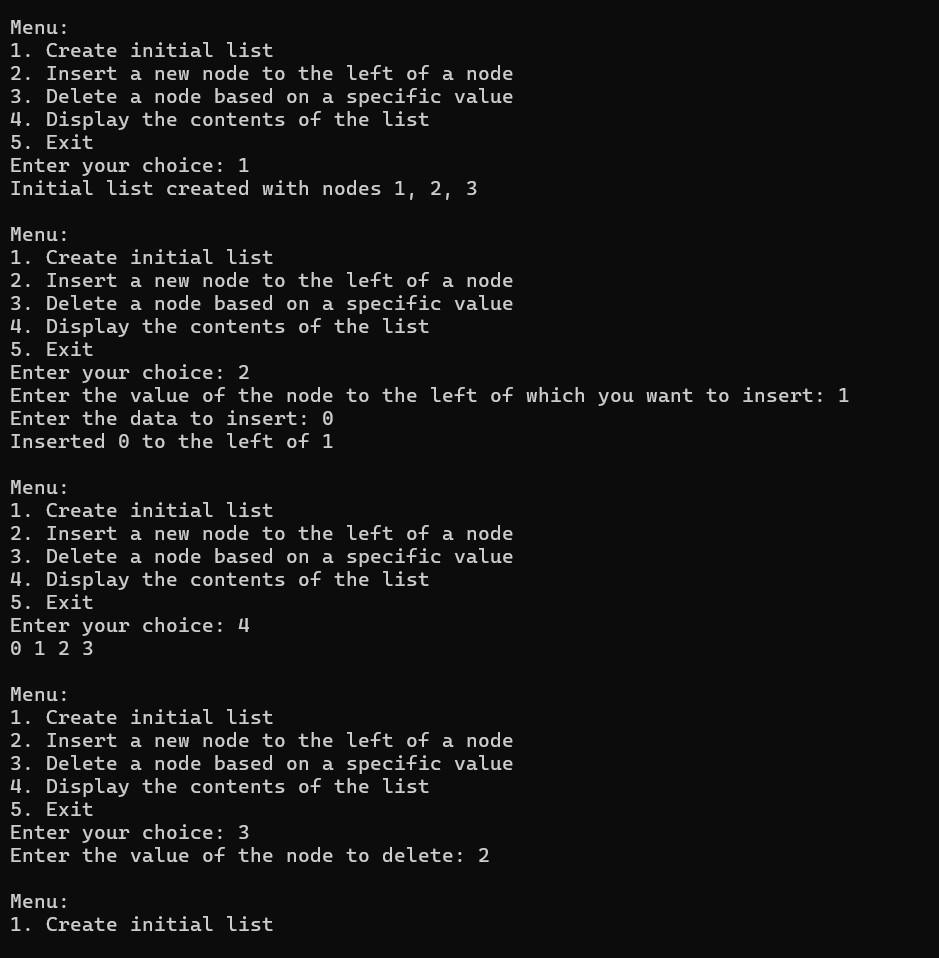 Menu:
1. Create initial list
2. Insert a new node to the left of a node
3. Delete a node based on a specific value
4. Display the contents of the list
5. Exit
Enter your choice: 1
Initial list created with nodes 1, 2, 3

Menu:
1. Create initial list
2. Insert a new node to the left of a node
3. Delete a node based on a specific value
4. Display the contents of the list
5. Exit
Enter your choice: 2
Enter the value of the node to the left of which you want to insert: 1
Enter the data to insert: 0
Inserted 0 to the left of 1

Menu:
1. Create initial list
2. Insert a new node to the left of a node
3. Delete a node based on a specific value
4. Display the contents of the list
5. Exit
Enter your choice: 4
0 1 2 3

Menu:
1. Create initial list
2. Insert a new node to the left of a node
3. Delete a node based on a specific value
4. Display the contents of the list
5. Exit
Enter your choice: 3
Enter the value of the node to delete: 2

Menu:
1. Create initial list